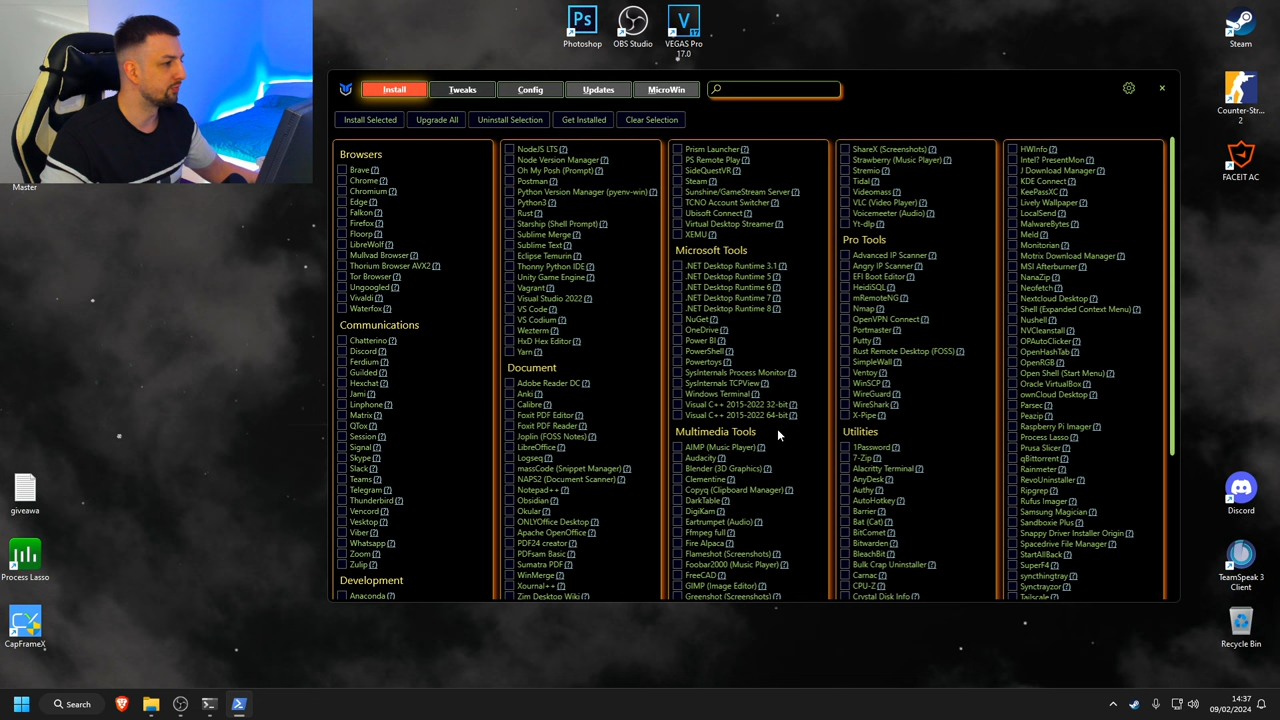 Photoshop
OBS Studio
VEGAS Pro
17.0
Steam
Counter-Str...
2
FACEIT AC
Discord
TeamSpeak 3
Client
Recycle Bin
Master
giveawa
Process Lasso
CapFrameX
Install
Tweaks
Config
Updates
MicroWin
Install Selected
Upgrade All
Uninstall Selection
Get Installed
Clear Selection
Browsers
Brave [?]
Chrome [?]
Chromium [?]
Edge [?]
Falkon [?]
Firefox [?]
Floorp [?]
LibreWolf [?]
Mullvad Browser [?]
Thorium Browser AVX2 [?]
Tor Browser [?]
Ungoogled [?]
Vivaldi [?]
Waterfox [?]
Communications
Chatterino [?]
Discord [?]
Ferdium [?]
Guilded [?]
Hexchat [?]
Jami [?]
Linphone [?]
Matrix [?]
QTox [?]
Session [?]
Signal [?]
Skype [?]
Slack [?]
Teams [?]
Telegram [?]
Thunderbird [?]
Vencord [?]
Vesktop [?]
Viber [?]
Whatsapp [?]
Zoom [?]
Zulip [?]
Development
Anaconda [?]
NodeJS LTS [?]
Node Version Manager [?]
Oh My Posh (Prompt) [?]
Postman [?]
Python Version Manager (pyenv-win) [?]
Python3 [?]
Rust [?]
Starship (Shell Prompt) [?]
Sublime Merge [?]
Sublime Text [?]
Eclipse Temurin [?]
Thonny Python IDE [?]
Unity Game Engine [?]
Vagrant [?]
Visual Studio 2022 [?]
VS Code [?]
VS Codium [?]
Wezterm [?]
HxD Hex Editor [?]
Yarn [?]
Document
Adobe Reader DC [?]
Anki [?]
Calibre [?]
Foxit PDF Editor [?]
Foxit PDF Reader [?]
Joplin (FOSS Notes) [?]
LibreOffice [?]
Logseq [?]
massCode (Snippet Manager) [?]
NAPS2 (Document Scanner) [?]
Notepad++ [?]
Obsidian [?]
Okular [?]
ONLYOffice Desktop [?]
Apache OpenOffice [?]
PDF24 creator [?]
PDFsam Basic [?]
Sumatra PDF [?]
WinMerge [?]
Xournal++ [?]
Zim Desktop Wiki [?]
Prism Launcher [?]
PS Remote Play [?]
SideQuestVR [?]
Steam [?]
Sunshine/GameStream Server [?]
TCNO Account Switcher [?]
Ubisoft Connect [?]
Virtual Desktop Streamer [?]
XEMU [?]
Microsoft Tools
.NET Desktop Runtime 3.1 [?]
.NET Desktop Runtime 5 [?]
.NET Desktop Runtime 6 [?]
.NET Desktop Runtime 7 [?]
.NET Desktop Runtime 8 [?]
NuGet [?]
OneDrive [?]
Power BI [?]
PowerShell [?]
Powertoys [?]
SysInternals Process Monitor [?]
SysInternals TCPView [?]
Windows Terminal [?]
Visual C++ 2015-2022 32-bit [?]
Visual C++ 2015-2022 64-bit [?]
Multimedia Tools
AIMP (Music Player) [?]
Audacity [?]
Blender (3D Graphics) [?]
Clementine [?]
Copyq (Clipboard Manager) [?]
DarkTable [?]
DigiKam [?]
Eartrumpet (Audio) [?]
Ffmpeg full [?]
Fire Alpaca [?]
Flameshot (Screenshots) [?]
Foobar2000 (Music Player) [?]
FreeCAD [?]
GIMP (Image Editor) [?]
Greenshot (Screenshots) [?]
ShareX (Screenshots) [?]
Strawberry (Music Player) [?]
Stremio [?]
Tidal [?]
Videomass [?]
VLC (Video Player) [?]
Voicemeeter (Audio) [?]
Yt-dlp [?]
Pro Tools
Advanced IP Scanner [?]
Angry IP Scanner [?]
EFI Boot Editor [?]
HeidiSQL [?]
mRemoteNG [?]
Nmap [?]
OpenVPN Connect [?]
Portmaster [?]
Putty [?]
Rust Remote Desktop (FOSS) [?]
SimpleWall [?]
Ventoy [?]
WinSCP [?]
WireGuard [?]
WireShark [?]
X-Pipe [?]
Utilities
1Password [?]
7-Zip [?]
Alacritty Terminal [?]
AnyDesk [?]
Authy [?]
AutoHotkey [?]
Barrier [?]
Bat (Cat) [?]
BitComet [?]
Bitwarden [?]
BleachBit [?]
Bulk Crap Uninstaller [?]
Carnac [?]
CPU-Z [?]
Crystal Disk Info [?]
HWInfo [?]
Intel? PresentMon [?]
J Download Manager [?]
KDE Connect [?]
KeePassXC [?]
Lively Wallpaper [?]
LocalSend [?]
MalwareBytes [?]
Meld [?]
Monitorian [?]
Motrix Download Manager [?]
MSI Afterburner [?]
NanaZip [?]
Neofetch [?]
Nextcloud Desktop [?]
Shell (Expanded Context Menu) [?]
Nushell [?]
NVCleanstall [?]
OPAutoClicker [?]
OpenHashTab [?]
OpenRGB [?]
Open Shell (Start Menu) [?]
Oracle VirtualBox [?]
ownCloud Desktop [?]
Parsec [?]
Peazip [?]
Raspberry Pi Imager [?]
Process Lasso [?]
Prusa Slicer [?]
qBittorrent [?]
Rainmeter [?]
RevoUninstaller [?]
Ripgrep [?]
Rufus Imager [?]
Samsung Magician [?]
Sandboxie Plus [?]
Snappy Driver Installer Origin [?]
Spacedrive File Manager [?]
StartAllBack [?]
SuperF4 [?]
syncthingtray [?]
Synctrayzor [?]
Tailscale [?]
Search
14:37
09/02/2024